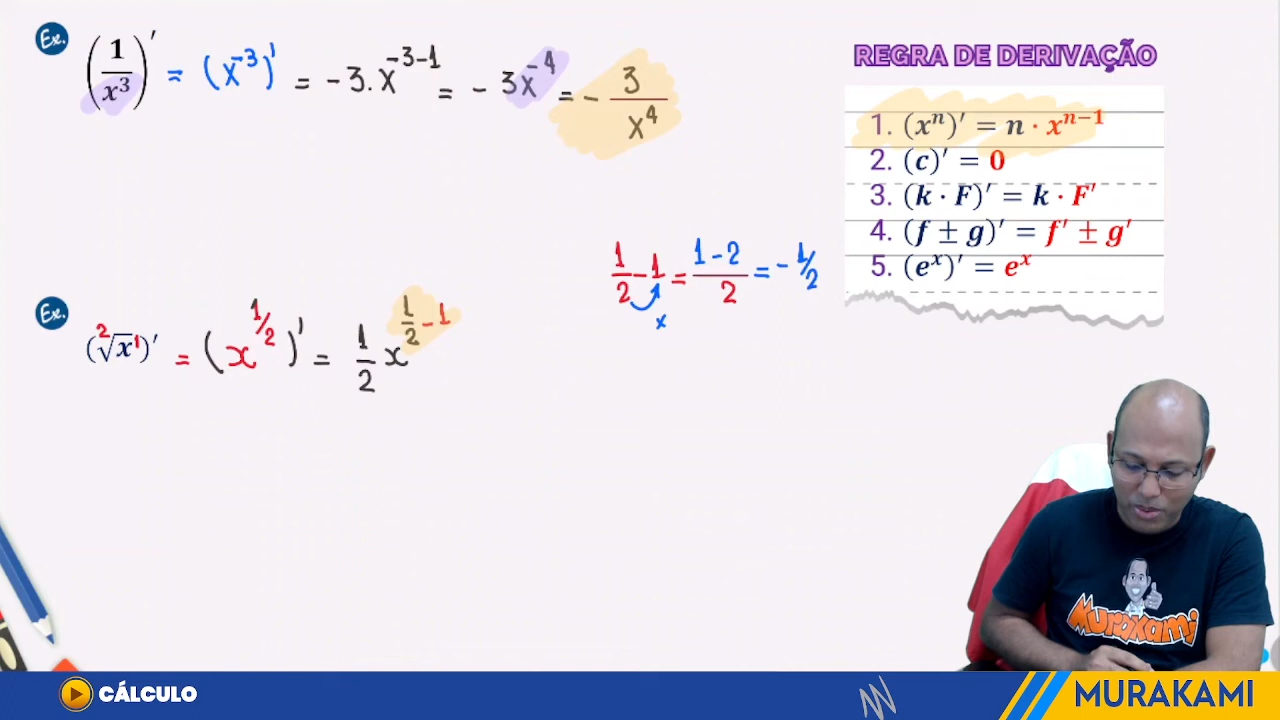 Ex.
(1/x³)′ = (x⁻³)′ = -3.x⁻³⁻¹ = -3x⁻⁴ = -3/x⁴
REGRA DE DERIVAÇÃO
1. (xⁿ)′ = n · xⁿ⁻¹
2. (c)′ = 0
3. (k · F)′ = k · F′
4. (f ± g)′ = f′ ± g′
5. (eˣ)′ = eˣ
1/2 - 1 = (1-2)/2 = -1/2
x
Ex.
(²√x¹)′ = (x^1/2)′ = 1/2 x^(1/2 - 1)
Murakami
CÁLCULO
MURAKAMI